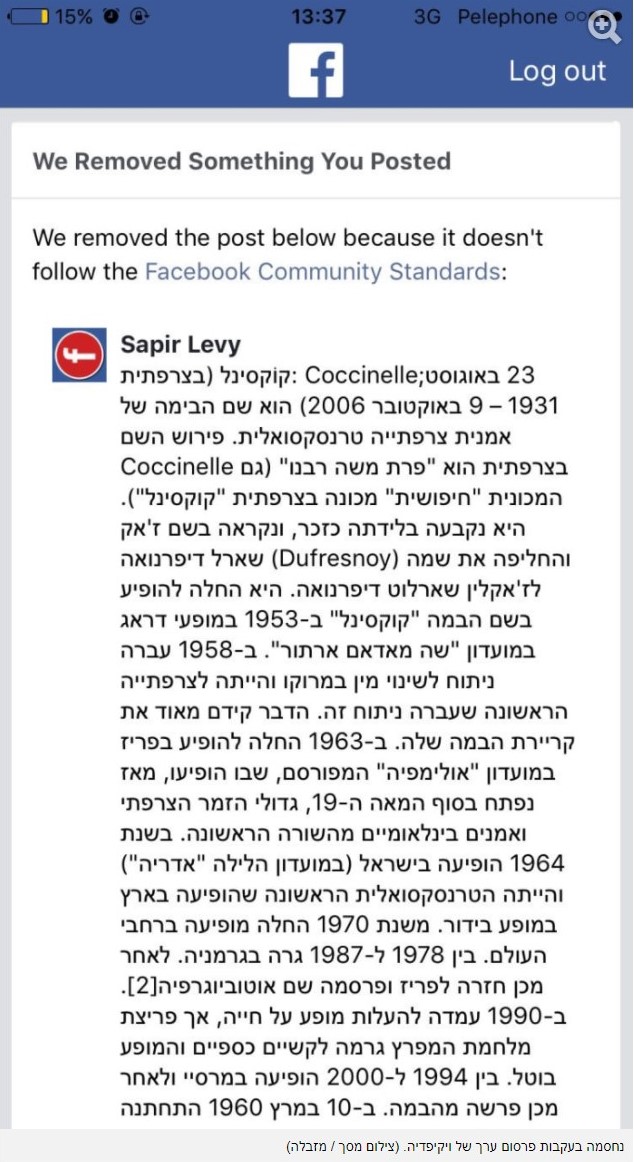 15% 13:37 3G Pelephone
f Log out
We Removed Something You Posted
We removed the post below because it doesn't
follow the Facebook Community Standards:
Sapir Levy
קוֹקסינל (בצרפתית: Coccinelle;‏ 23 באוגוסט
1931 – 9 באוקטובר 2006) הוא שם הבימה של
אמנית צרפתייה טרנסקסואלית. פירוש השם
בצרפתית הוא "פרת משה רבנו" (גם Coccinelle
המכונית "חיפושית" מכונה בצרפתית "קוקסינל").
היא נקבעה בלידתה כזכר, ונקראה בשם ז'אק
שארל דיפרנואה (Dufresnoy) והחליפה את שמה
לז'אקלין שארלוט דיפרנואה. היא החלה להופיע
בשם הבמה "קוקסינל" ב-1953 במופעי דראג
במועדון "שה מאדאם ארתור". ב-1958 עברה
ניתוח לשינוי מין במרוקו והייתה לצרפתייה
הראשונה שעברה ניתוח זה. הדבר קידם מאוד את
קריירת הבמה שלה. ב-1963 החלה להופיע בפריז
במועדון "אולימפיה" המפורסם, שבו הופיעו, מאז
נפתח בסוף המאה ה-19, גדולי הזמר הצרפתי
ואמנים בינלאומיים מהשורה הראשונה. בשנת
1964 הופיעה בישראל (במועדון הלילה "אדריה")
והייתה הטרנסקסואלית הראשונה שהופיעה בארץ
במופע בידור. משנת 1970 החלה מופיעה ברחבי
העולם. בין 1978 ל-1987 גרה בגרמניה. לאחר
מכן חזרה לפריז ופרסמה שם אוטוביוגרפיה[2].
ב-1990 עמדה להעלות מופע על חייה, אך פריצת
מלחמת המפרץ גרמה לקשיים כספיים והמופע
בוטל. בין 1994 ל-2000 הופיעה במרסיי ולאחר
מכן פרשה מהבמה. ב-10 במרץ 1960 התחתנה
נחסמה בעקבות פרסום ערך של ויקיפדיה. (צילום מסך / מזבלה)